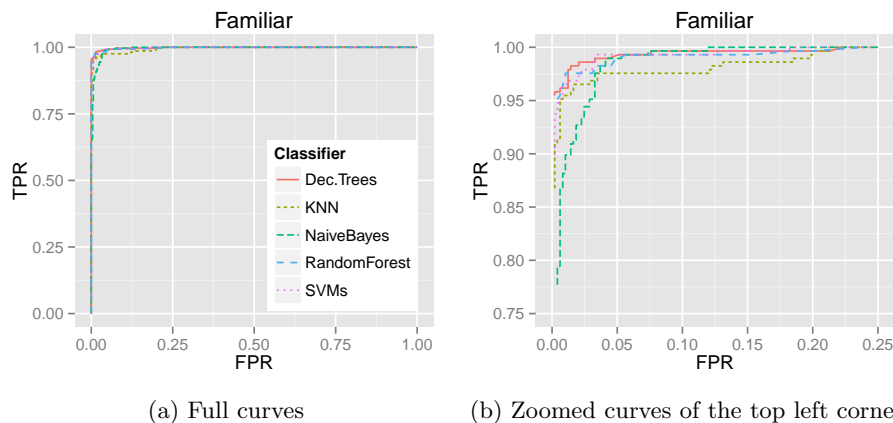 Familiar
1.00
0.75
0.50
0.25
0.00
TPR
Classifier
Dec.Trees
KNN
NaiveBayes
RandomForest
SVMs
0.00 0.25 0.50 0.75 1.00
FPR
(a) Full curves
Familiar
1.00
0.95
0.90
0.85
0.80
0.75
TPR
0.00 0.05 0.10 0.15 0.20 0.25
FPR
(b) Zoomed curves of the top left corne